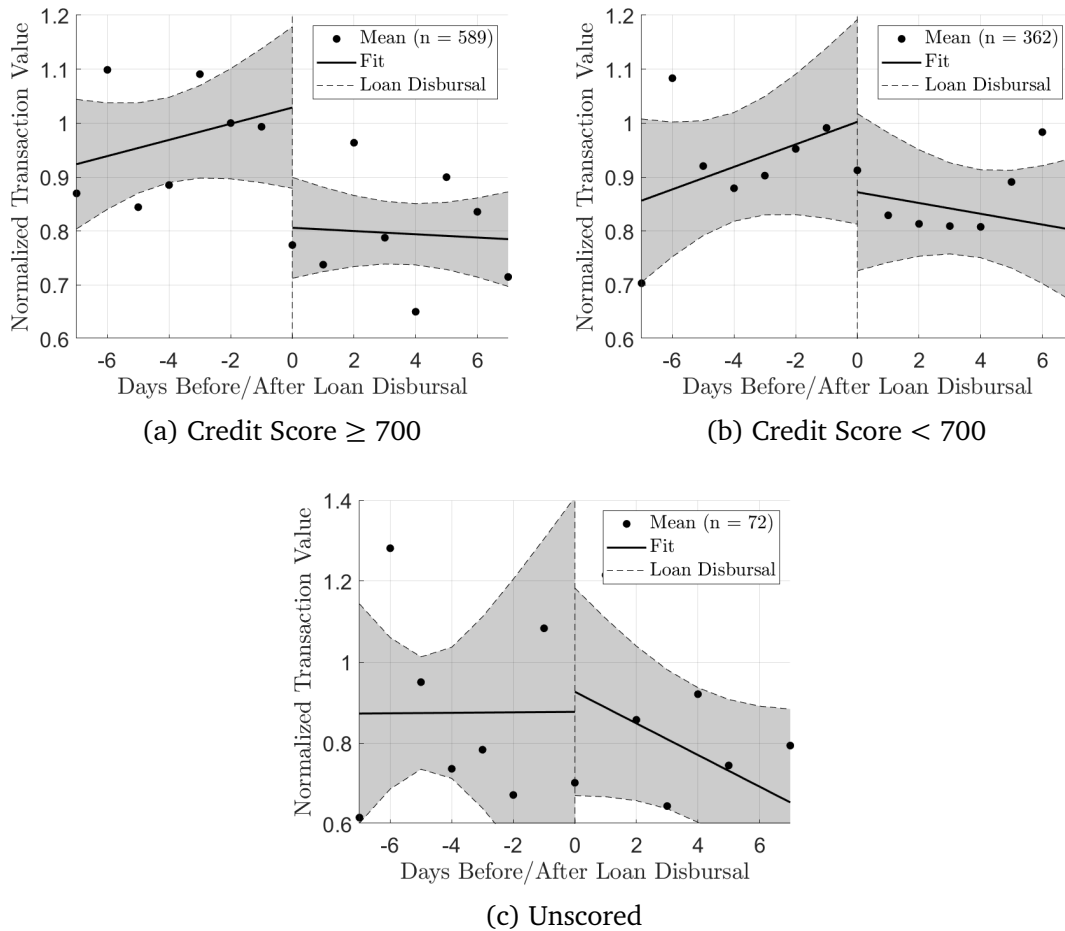 1.2
1.1
1
0.9
0.8
0.7
0.6
Normalized Transaction Value
Mean (n = 589)
Fit
Loan Disbursal
-6 -4 -2 0 2 4 6
Days Before/After Loan Disbursal
(a) Credit Score ≥ 700
1.2
1.1
1
0.9
0.8
0.7
0.6
Normalized Transaction Value
Mean (n = 362)
Fit
Loan Disbursal
-6 -4 -2 0 2 4 6
Days Before/After Loan Disbursal
(b) Credit Score < 700
1.4
1.2
1
0.8
0.6
Normalized Transaction Value
Mean (n = 72)
Fit
Loan Disbursal
-6 -4 -2 0 2 4 6
Days Before/After Loan Disbursal
(c) Unscored